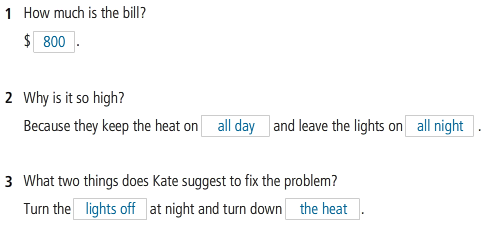 1 How much is the bill?
$ 800 .
2 Why is it so high?
Because they keep the heat on all day and leave the lights on all night .
3 What two things does Kate suggest to fix the problem?
Turn the lights off at night and turn down the heat .